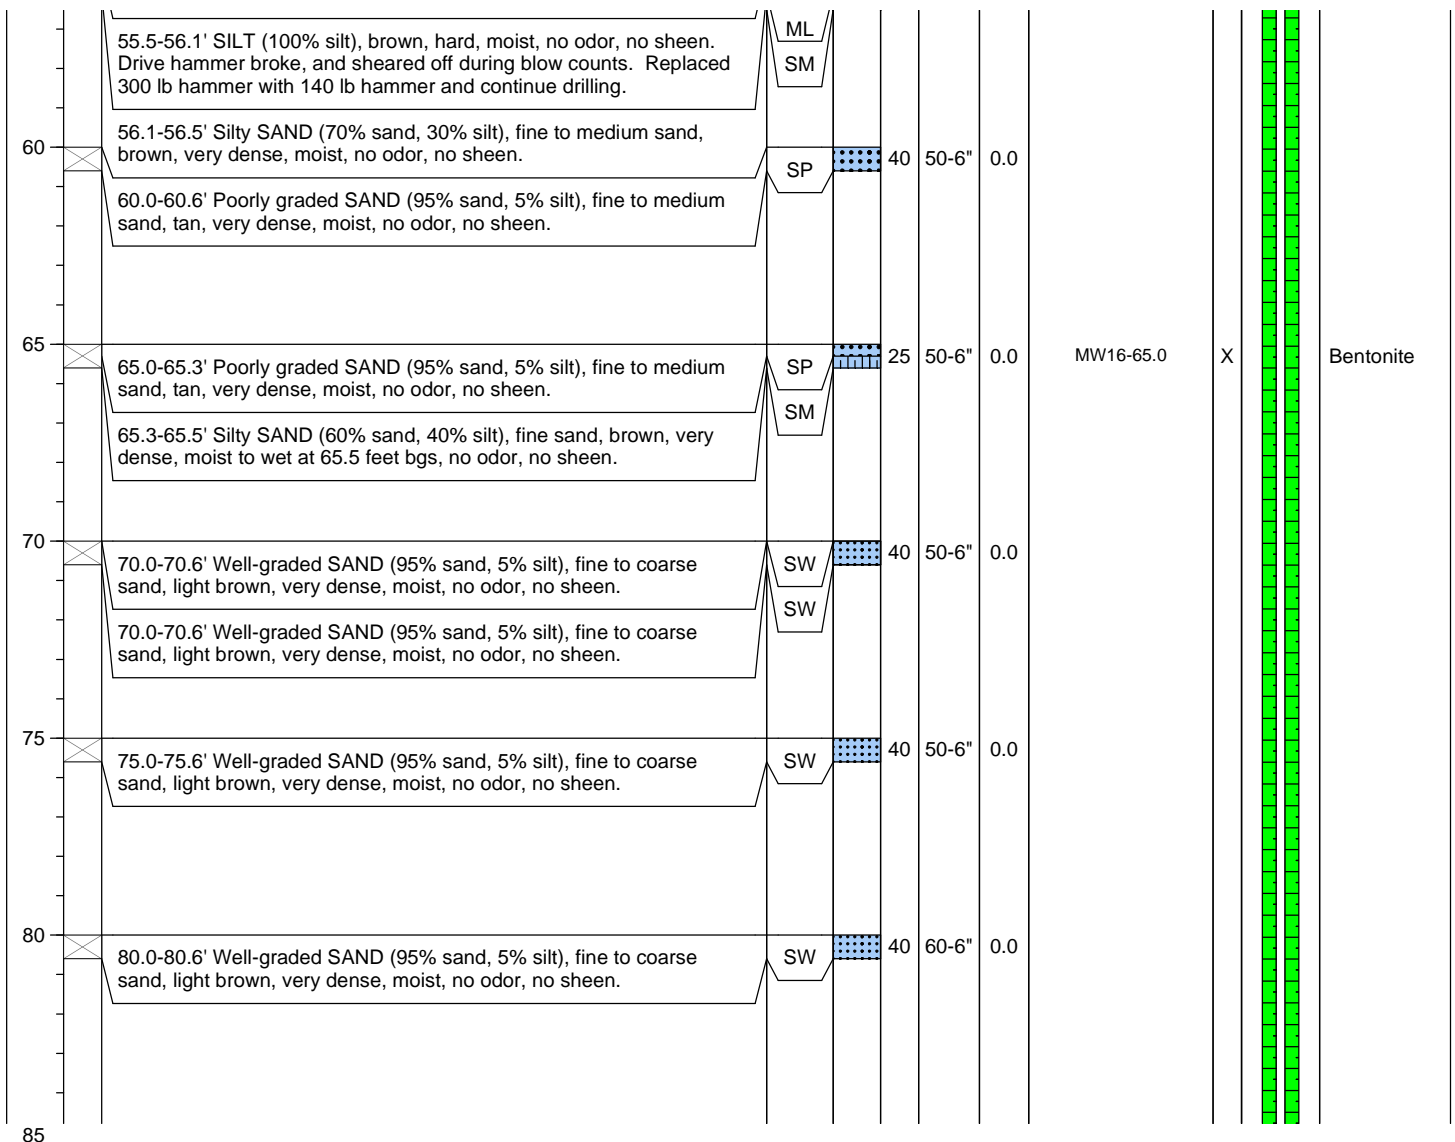 ML
55.5-56.1' SILT (100% silt), brown, hard, moist, no odor, no sheen.
Drive hammer broke, and sheared off during blow counts.  Replaced
300 lb hammer with 140 lb hammer and continue drilling.
SM
56.1-56.5' Silty SAND (70% sand, 30% silt), fine to medium sand,
brown, very dense, moist, no odor, no sheen.
60
SP
40 50-6" 0.0
60.0-60.6' Poorly graded SAND (95% sand, 5% silt), fine to medium
sand, tan, very dense, moist, no odor, no sheen.
65
65.0-65.3' Poorly graded SAND (95% sand, 5% silt), fine to medium
sand, tan, very dense, moist, no odor, no sheen.
SP
25 50-6" 0.0 MW16-65.0 X Bentonite
SM
65.3-65.5' Silty SAND (60% sand, 40% silt), fine sand, brown, very
dense, moist to wet at 65.5 feet bgs, no odor, no sheen.
70
70.0-70.6' Well-graded SAND (95% sand, 5% silt), fine to coarse
sand, light brown, very dense, moist, no odor, no sheen.
SW
40 50-6" 0.0
SW
70.0-70.6' Well-graded SAND (95% sand, 5% silt), fine to coarse
sand, light brown, very dense, moist, no odor, no sheen.
75
75.0-75.6' Well-graded SAND (95% sand, 5% silt), fine to coarse
sand, light brown, very dense, moist, no odor, no sheen.
SW
40 50-6" 0.0
80
80.0-80.6' Well-graded SAND (95% sand, 5% silt), fine to coarse
sand, light brown, very dense, moist, no odor, no sheen.
SW
40 60-6" 0.0
85